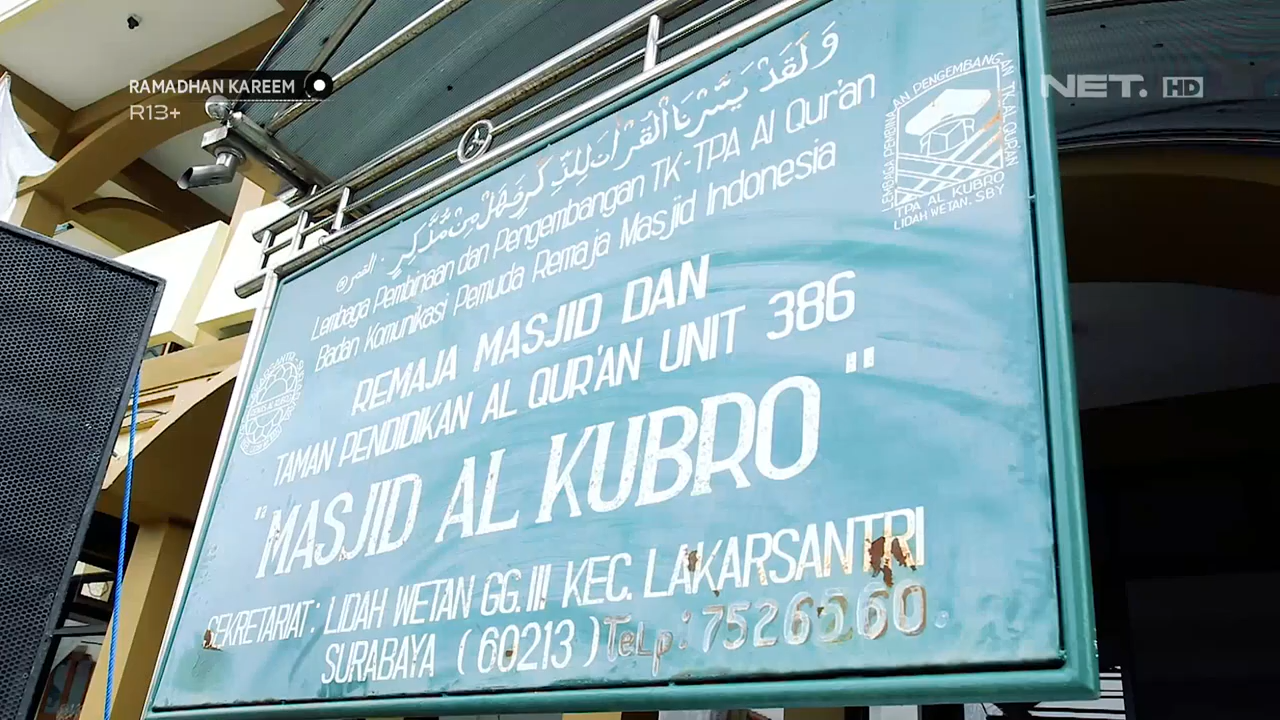 RAMADHAN KAREEM
R13+
NET. HD
وَلَقَدْ يَسَّرْنَا الْقُرْآنَ لِلذِّكْرِ فَهَلْ مِنْ مُّدَّكِرٍ . القمر
Lembaga Pembinaan dan Pengembangan TK-TPA Al Qur'an
Badan Komunikasi Pemuda Remaja Masjid Indonesia
REMAJA MASJID DAN
TAMAN PENDIDIKAN AL QUR'AN UNIT 386
"MASJID AL KUBRO"
SEKRETARIAT: LIDAH WETAN GG. III KEC. LAKARSANTRI
SURABAYA (60213) Telp: 7526560.
LEMBAGA PEMBINAAN PENGEMBANGAN TK. AL QUR'AN
TPA AL KUBRO
LIDAH WETAN. SBY